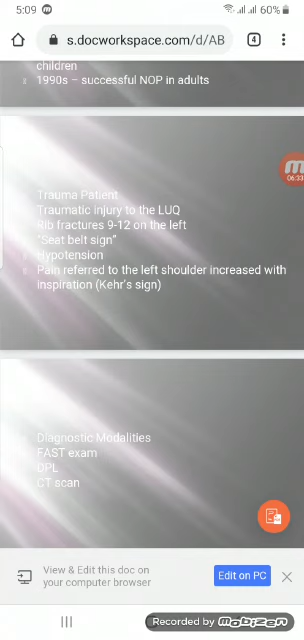 5:09
60%
s.docworkspace.com/d/AB
4
children
1990s – successful NOP in adults
06:33
Trauma Patient
Traumatic injury to the LUQ
Rib fractures 9-12 on the left
"Seat belt sign"
Hypotension
Pain referred to the left shoulder increased with
inspiration (Kehr's sign)
Diagnostic Modalities
FAST exam
DPL
CT scan
View & Edit this doc on
your computer browser
Edit on PC
Recorded by mobizen